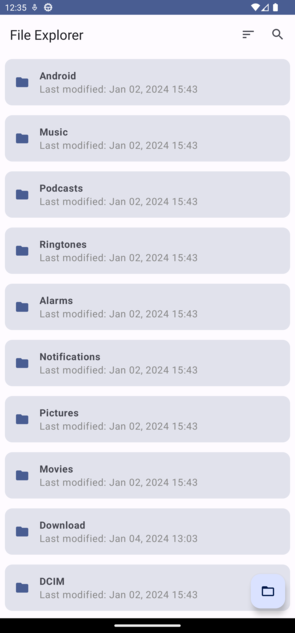 12:35
File Explorer
Android
Last modified: Jan 02, 2024 15:43
Music
Last modified: Jan 02, 2024 15:43
Podcasts
Last modified: Jan 02, 2024 15:43
Ringtones
Last modified: Jan 02, 2024 15:43
Alarms
Last modified: Jan 02, 2024 15:43
Notifications
Last modified: Jan 02, 2024 15:43
Pictures
Last modified: Jan 02, 2024 15:43
Movies
Last modified: Jan 02, 2024 15:43
Download
Last modified: Jan 04, 2024 13:03
DCIM
Last modified: Jan 02, 2024 15:43